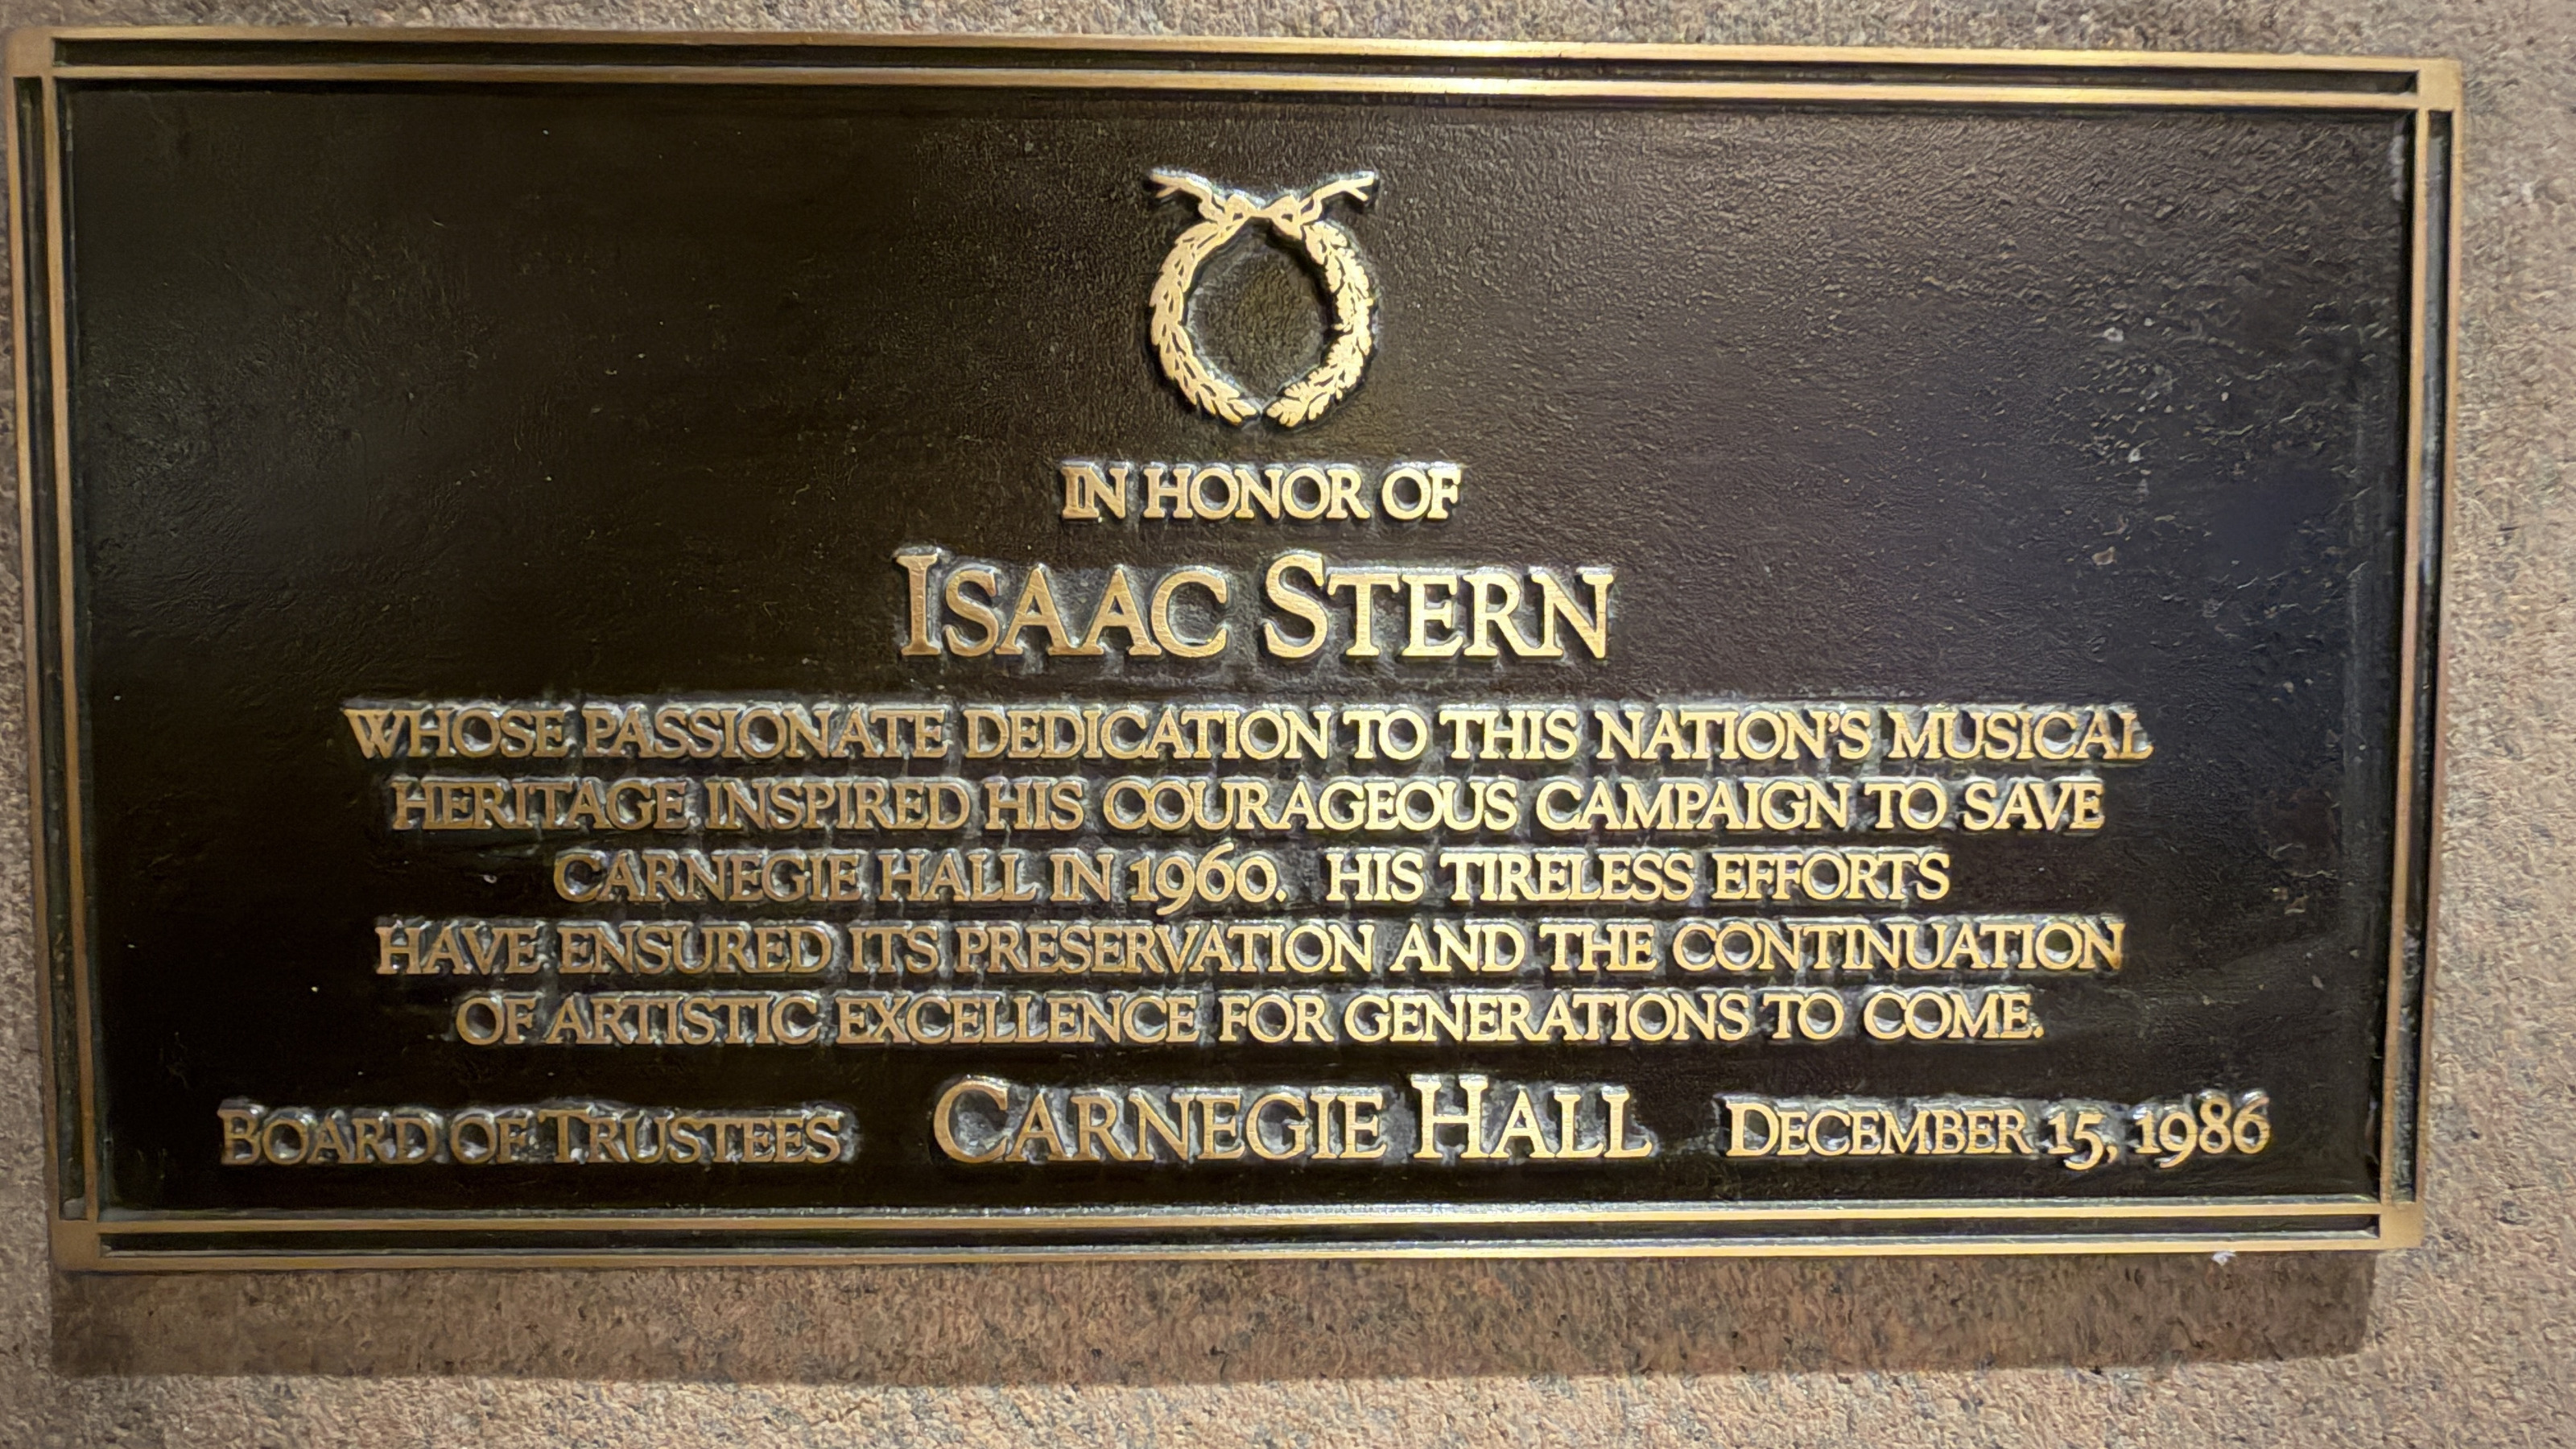 IN HONOR OF
ISAAC STERN
WHOSE PASSIONATE DEDICATION TO THIS NATION'S MUSICAL
HERITAGE INSPIRED HIS COURAGEOUS CAMPAIGN TO SAVE
CARNEGIE HALL IN 1960. HIS TIRELESS EFFORTS
HAVE ENSURED ITS PRESERVATION AND THE CONTINUATION
OF ARTISTIC EXCELLENCE FOR GENERATIONS TO COME.
BOARD OF TRUSTEES CARNEGIE HALL DECEMBER 15, 1986